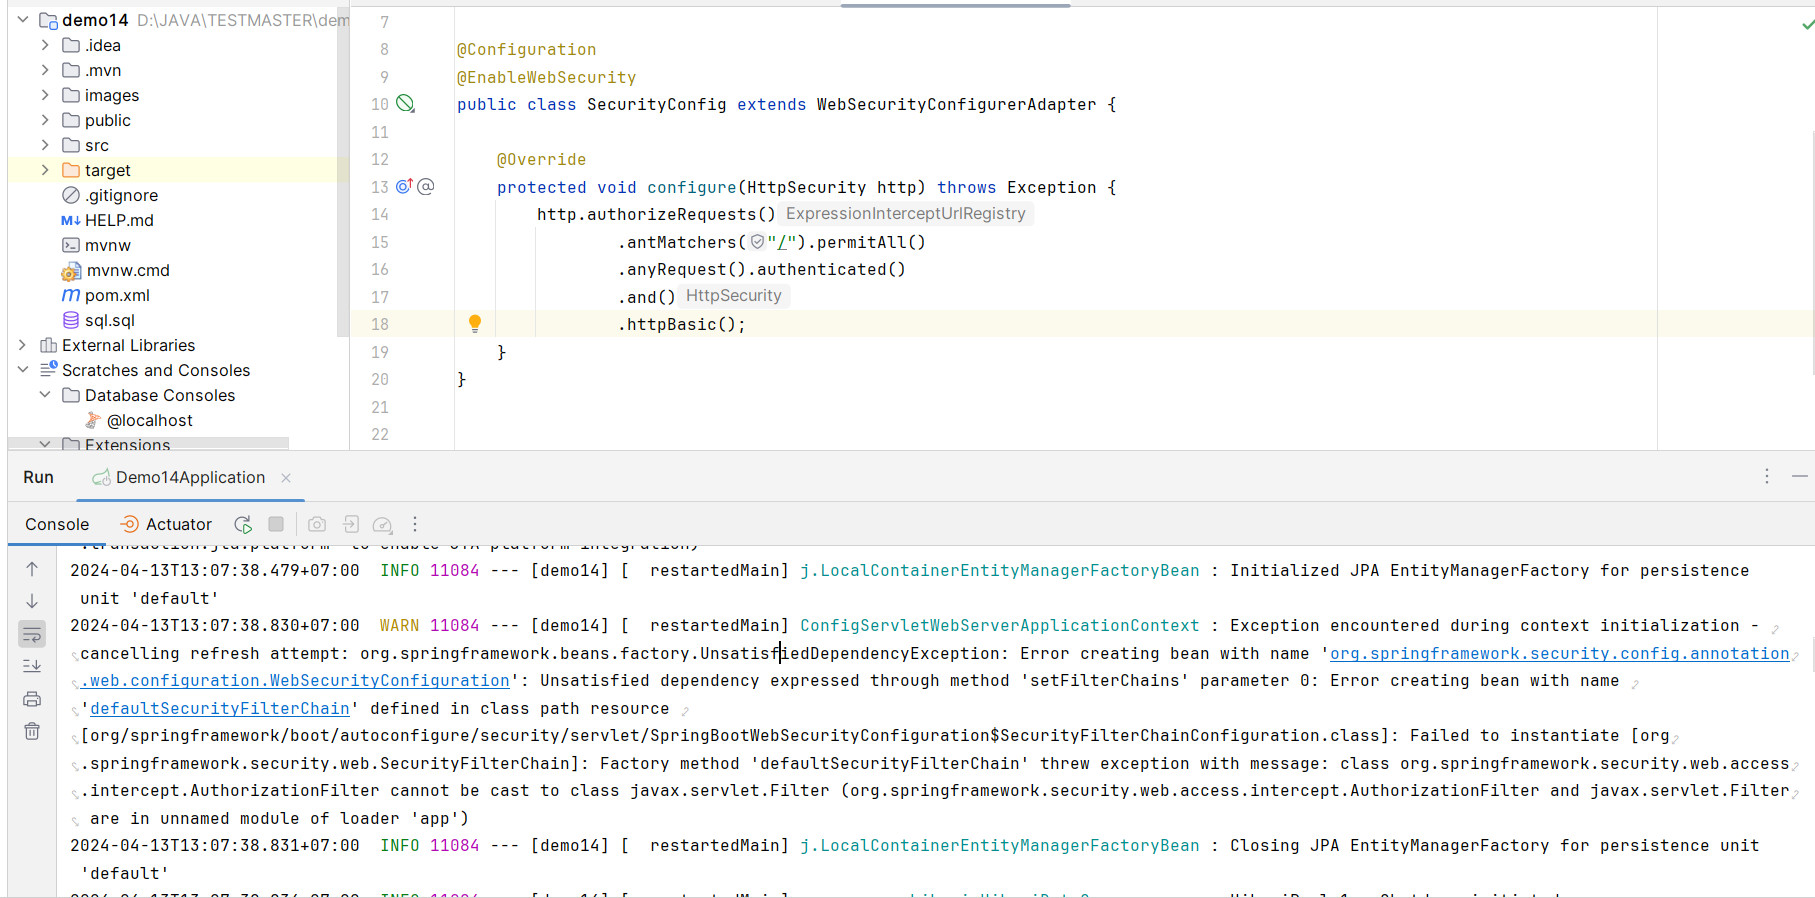 demo14 D:\JAVA\TESTMASTER\dem
.idea
.mvn
images
public
src
target
.gitignore
M↓ HELP.md
mvnw
mvnw.cmd
m pom.xml
sql.sql
External Libraries
Scratches and Consoles
Database Consoles
@localhost
Extensions
7
8 @Configuration
9 @EnableWebSecurity
10 public class SecurityConfig extends WebSecurityConfigurerAdapter {
11
12 @Override
13 @ protected void configure(HttpSecurity http) throws Exception {
14 http.authorizeRequests() ExpressionInterceptUrlRegistry
15 .antMatchers("/").permitAll()
16 .anyRequest().authenticated()
17 .and() HttpSecurity
18 .httpBasic();
19 }
20 }
21
22
Run Demo14Application
Console Actuator
.transaction.jta.platform' to enable JTA platform integration)
2024-04-13T13:07:38.479+07:00 INFO 11084 --- [demo14] [ restartedMain] j.LocalContainerEntityManagerFactoryBean : Initialized JPA EntityManagerFactory for persistence
unit 'default'
2024-04-13T13:07:38.830+07:00 WARN 11084 --- [demo14] [ restartedMain] ConfigServletWebServerApplicationContext : Exception encountered during context initialization -
cancelling refresh attempt: org.springframework.beans.factory.UnsatisfiedDependencyException: Error creating bean with name 'org.springframework.security.config.annotation
.web.configuration.WebSecurityConfiguration': Unsatisfied dependency expressed through method 'setFilterChains' parameter 0: Error creating bean with name
'defaultSecurityFilterChain' defined in class path resource
[org/springframework/boot/autoconfigure/security/servlet/SpringBootWebSecurityConfiguration$SecurityFilterChainConfiguration.class]: Failed to instantiate [org
.springframework.security.web.SecurityFilterChain]: Factory method 'defaultSecurityFilterChain' threw exception with message: class org.springframework.security.web.access
.intercept.AuthorizationFilter cannot be cast to class javax.servlet.Filter (org.springframework.security.web.access.intercept.AuthorizationFilter and javax.servlet.Filter
are in unnamed module of loader 'app')
2024-04-13T13:07:38.831+07:00 INFO 11084 --- [demo14] [ restartedMain] j.LocalContainerEntityManagerFactoryBean : Closing JPA EntityManagerFactory for persistence unit
'default'